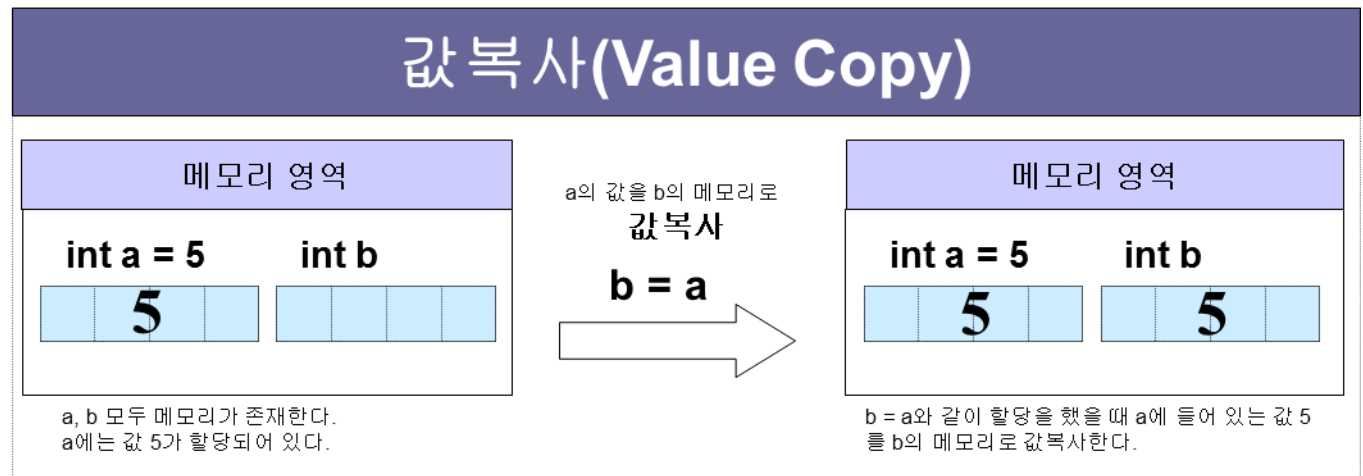 값복사(Value Copy)
메모리 영역
int a = 5
int b
5
a, b 모두 메모리가 존재한다.
a에는 값 5가 할당되어 있다.
a의 값을 b의 메모리로
값복사
b = a
메모리 영역
int a = 5
int b
5
5
b = a와 같이 할당을 했을 때 a에 들어 있는 값 5
를 b의 메모리로 값복사한다.